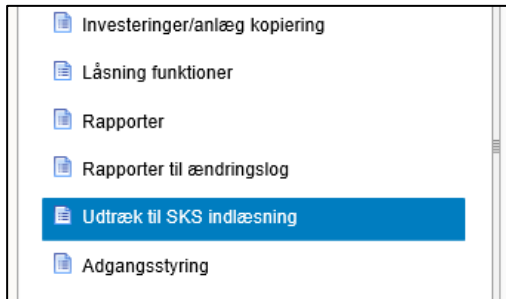 Investeringer/anlæg kopiering
Låsning funktioner
Rapporter
Rapporter til ændringslog
Udtræk til SKS indlæsning
Adgangsstyring